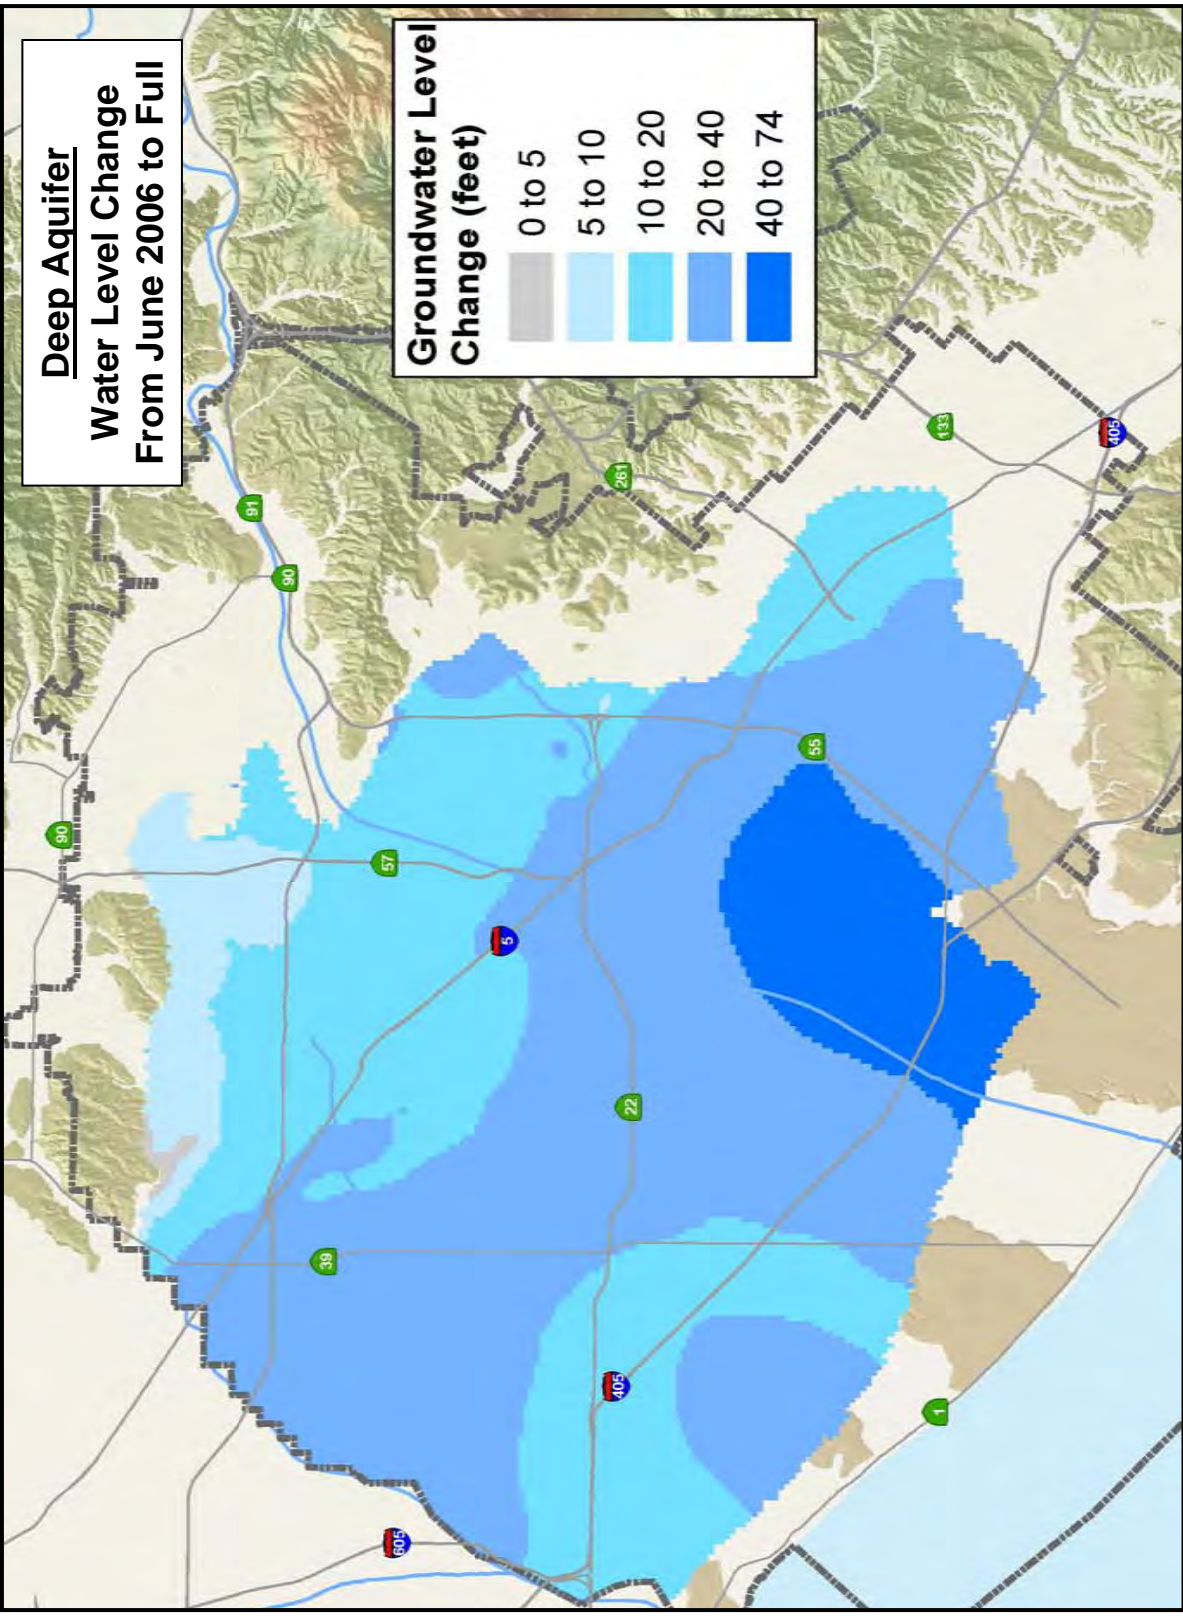 Deep Aquifer
Water Level Change
From June 2006 to Full
Groundwater Level
Change (feet)
0 to 5
5 to 10
10 to 20
20 to 40
40 to 74
90
91
90
57
261
133
405
5
55
39
22
605
405
1